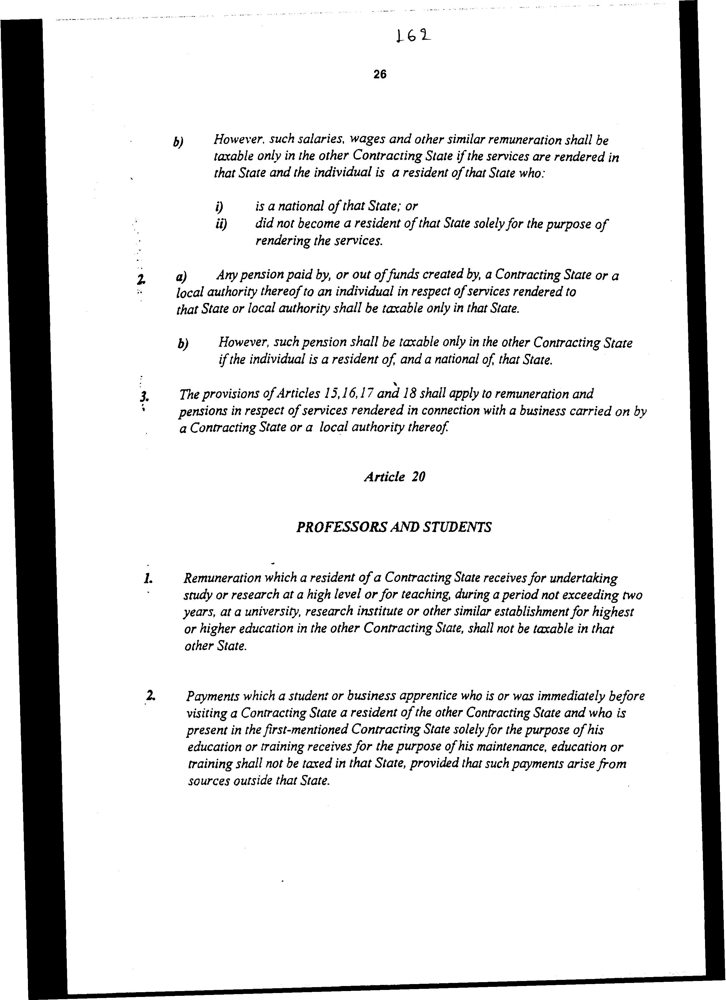 162
26
b) However, such salaries, wages and other similar remuneration shall be
taxable only in the other Contracting State if the services are rendered in
that State and the individual is a resident of that State who:
i) is a national of that State; or
ii) did not become a resident of that State solely for the purpose of
rendering the services.
2. a) Any pension paid by, or out of funds created by, a Contracting State or a
local authority thereof to an individual in respect of services rendered to
that State or local authority shall be taxable only in that State.
b) However, such pension shall be taxable only in the other Contracting State
if the individual is a resident of, and a national of, that State.
3. The provisions of Articles 15,16,17 and 18 shall apply to remuneration and
pensions in respect of services rendered in connection with a business carried on by
a Contracting State or a local authority thereof.
Article 20
PROFESSORS AND STUDENTS
1. Remuneration which a resident of a Contracting State receives for undertaking
study or research at a high level or for teaching, during a period not exceeding two
years, at a university, research institute or other similar establishment for highest
or higher education in the other Contracting State, shall not be taxable in that
other State.
2. Payments which a student or business apprentice who is or was immediately before
visiting a Contracting State a resident of the other Contracting State and who is
present in the first-mentioned Contracting State solely for the purpose of his
education or training receives for the purpose of his maintenance, education or
training shall not be taxed in that State, provided that such payments arise from
sources outside that State.